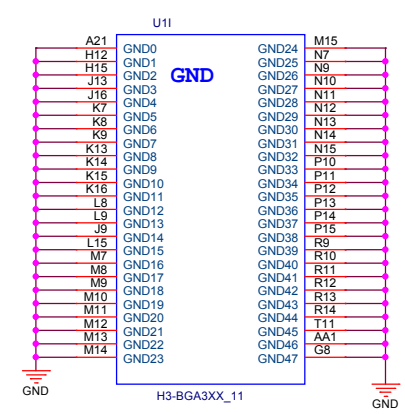 U1I
GND
A21 GND0 GND24 M15
H12 GND1 GND25 N7
H15 GND2 GND26 N9
J13 GND3 GND27 N10
J16 GND4 GND28 N11
K7 GND5 GND29 N12
K8 GND6 GND30 N13
K9 GND7 GND31 N14
K13 GND8 GND32 N15
K14 GND9 GND33 P10
K15 GND10 GND34 P11
K16 GND11 GND35 P12
L8 GND12 GND36 P13
L9 GND13 GND37 P14
J9 GND14 GND38 P15
L15 GND15 GND39 R9
M7 GND16 GND40 R10
M8 GND17 GND41 R11
M9 GND18 GND42 R12
M10 GND19 GND43 R13
M11 GND20 GND44 R14
M12 GND21 GND45 T11
M13 GND22 GND46 AA1
M14 GND23 GND47 G8
GND H3-BGA3XX_11 GND